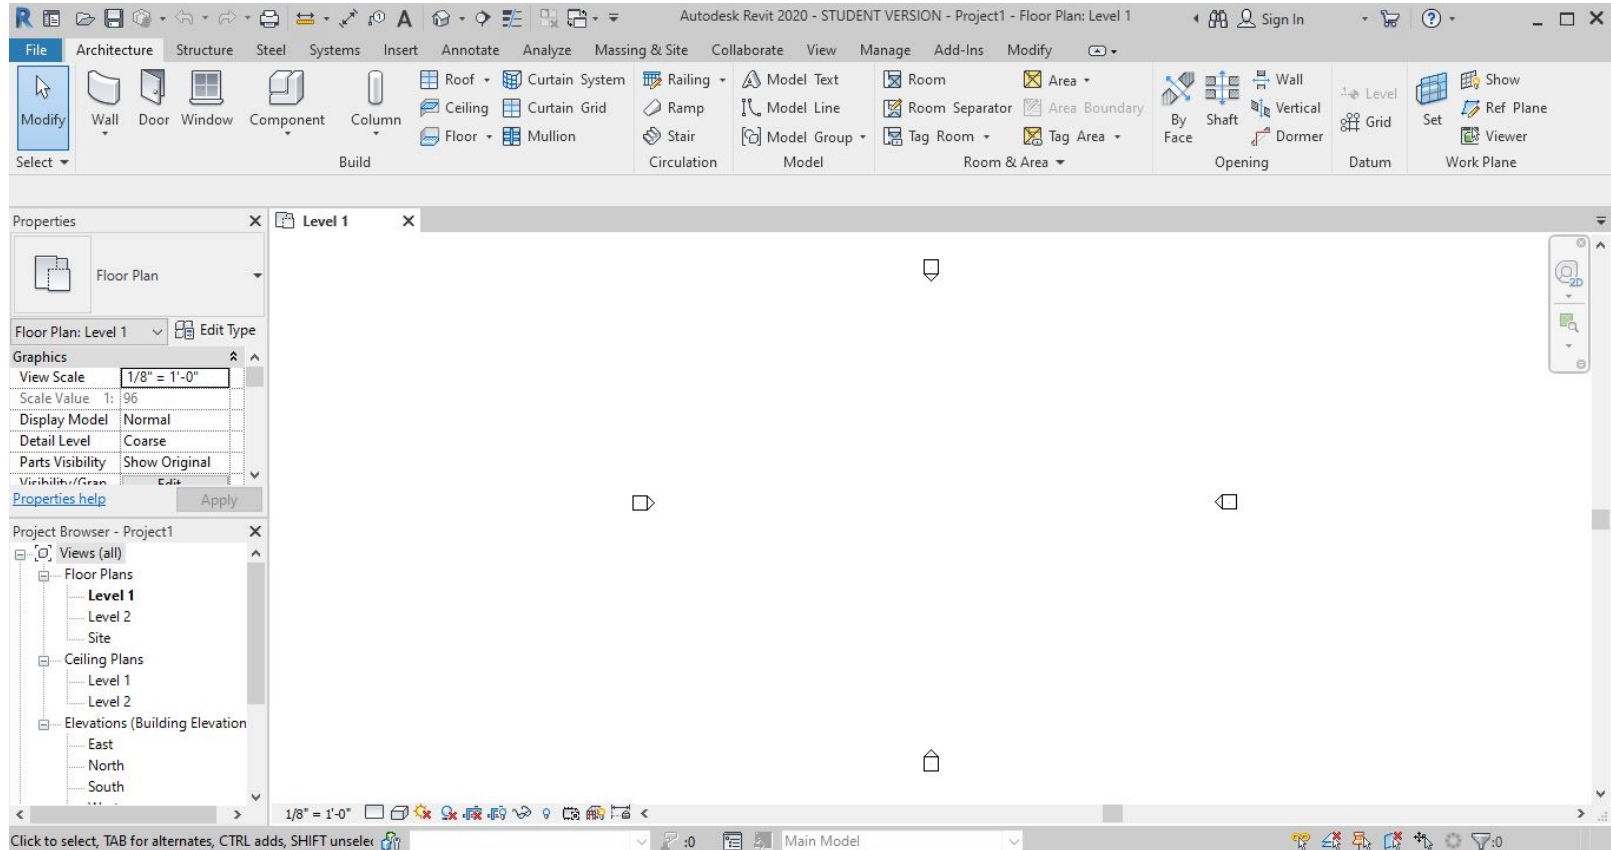 Autodesk Revit 2020 - STUDENT VERSION - Project1 - Floor Plan: Level 1 Sign In
File Architecture Structure Steel Systems Insert Annotate Analyze Massing & Site Collaborate View Manage Add-Ins Modify
Modify
Select
Wall Door Window Component Column
Roof Curtain System
Ceiling Curtain Grid
Floor Mullion
Build
Railing
Ramp
Stair
Circulation
Model Text
Model Line
Model Group
Model
Room Area
Room Separator Area Boundary
Tag Room Tag Area
Room & Area
By Face Shaft
Wall
Vertical
Dormer
Opening
Level
Grid
Datum
Set
Show
Ref Plane
Viewer
Work Plane
Properties
Floor Plan
Floor Plan: Level 1 Edit Type
Graphics
View Scale 1/8" = 1'-0"
Scale Value 1: 96
Display Model Normal
Detail Level Coarse
Parts Visibility Show Original
Properties help Apply
Project Browser - Project1
Views (all)
Floor Plans
Level 1
Level 2
Site
Ceiling Plans
Level 1
Level 2
Elevations (Building Elevation
East
North
South
Level 1
2D
1/8" = 1'-0"
Click to select, TAB for alternates, CTRL adds, SHIFT unselec :0 Main Model :0